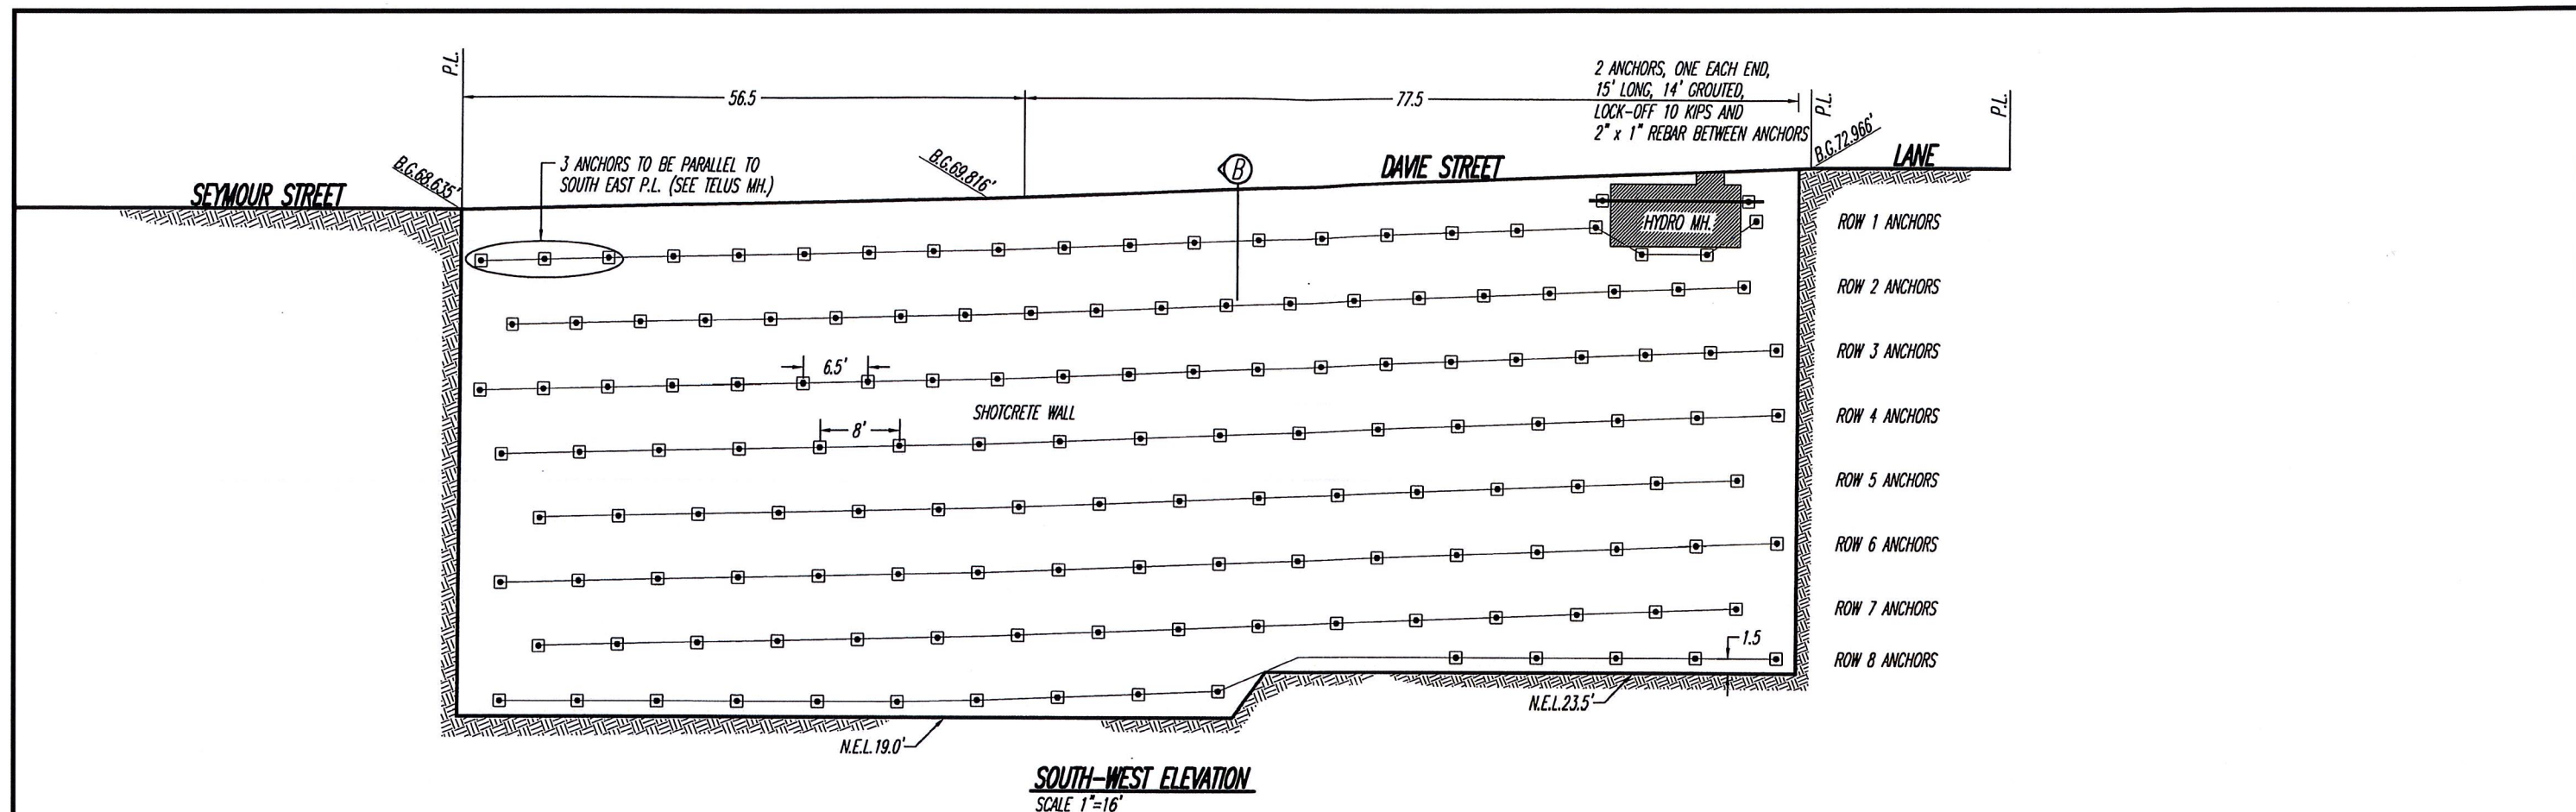 P.L.
56.5
77.5
2 ANCHORS, ONE EACH END,
15' LONG, 14' GROUTED,
LOCK-OFF 10 KIPS AND
2" x 1" REBAR BETWEEN ANCHORS
P.L.
P.L.
B.G.68.635'
3 ANCHORS TO BE PARALLEL TO
SOUTH EAST P.L. (SEE TELUS MH.)
B.G.69.816'
B
DAVIE STREET
B.G.72.966'
LANE
SEYMOUR STREET
HYDRO MH.
ROW 1 ANCHORS
ROW 2 ANCHORS
6.5'
ROW 3 ANCHORS
SHOTCRETE WALL
8'
ROW 4 ANCHORS
ROW 5 ANCHORS
ROW 6 ANCHORS
ROW 7 ANCHORS
1.5
ROW 8 ANCHORS
N.E.L.23.5'
N.E.L.19.0'
SOUTH-WEST ELEVATION
SCALE 1"=16'